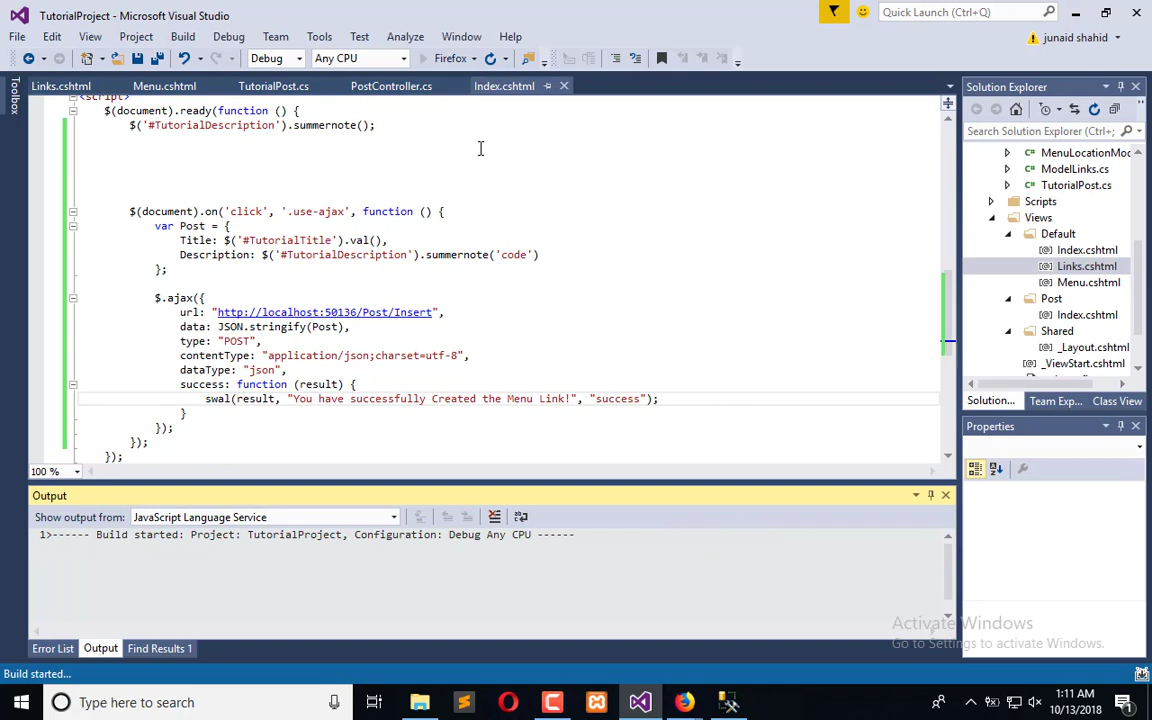 TutorialProject - Microsoft Visual Studio
Quick Launch (Ctrl+Q)
File Edit View Project Build Debug Team Tools Test Analyze Window Help
junaid shahid
Debug Any CPU Firefox
Toolbox
Links.cshtml Menu.cshtml TutorialPost.cs PostController.cs Index.cshtml
<script>
$(document).ready(function () {
$('#TutorialDescription').summernote();
$(document).on('click', '.use-ajax', function () {
var Post = {
Title: $('#TutorialTitle').val(),
Description: $('#TutorialDescription').summernote('code')
};
$.ajax({
url: "http://localhost:50136/Post/Insert",
data: JSON.stringify(Post),
type: "POST",
contentType: "application/json;charset=utf-8",
dataType: "json",
success: function (result) {
swal(result, "You have successfully Created the Menu Link!", "success");
}
});
});
});
100 %
Solution Explorer
Search Solution Explorer (Ctrl+;
MenuLocationMo
ModelLinks.cs
TutorialPost.cs
Scripts
Views
Default
Index.cshtml
Links.cshtml
Menu.cshtml
Post
Index.cshtml
Shared
_Layout.cshtml
_ViewStart.cshtml
Solution... Team Exp... Class View
Properties
Output
Show output from: JavaScript Language Service
1>------ Build started: Project: TutorialProject, Configuration: Debug Any CPU ------
Activate Windows
Go to Settings to activate Windows.
Error List Output Find Results 1
Build started...
Type here to search
1:11 AM
10/13/2018